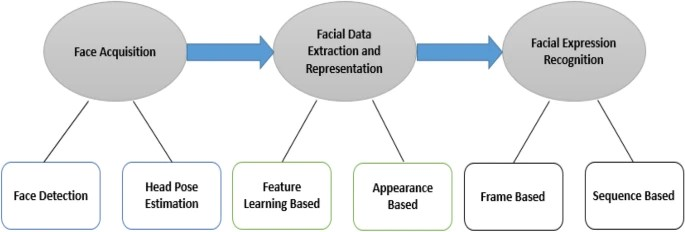 Face Acquisition
Facial Data
Extraction and
Representation
Facial Expression
Recognition
Face Detection
Head Pose
Estimation
Feature
Learning Based
Appearance
Based
Frame Based
Sequence Based